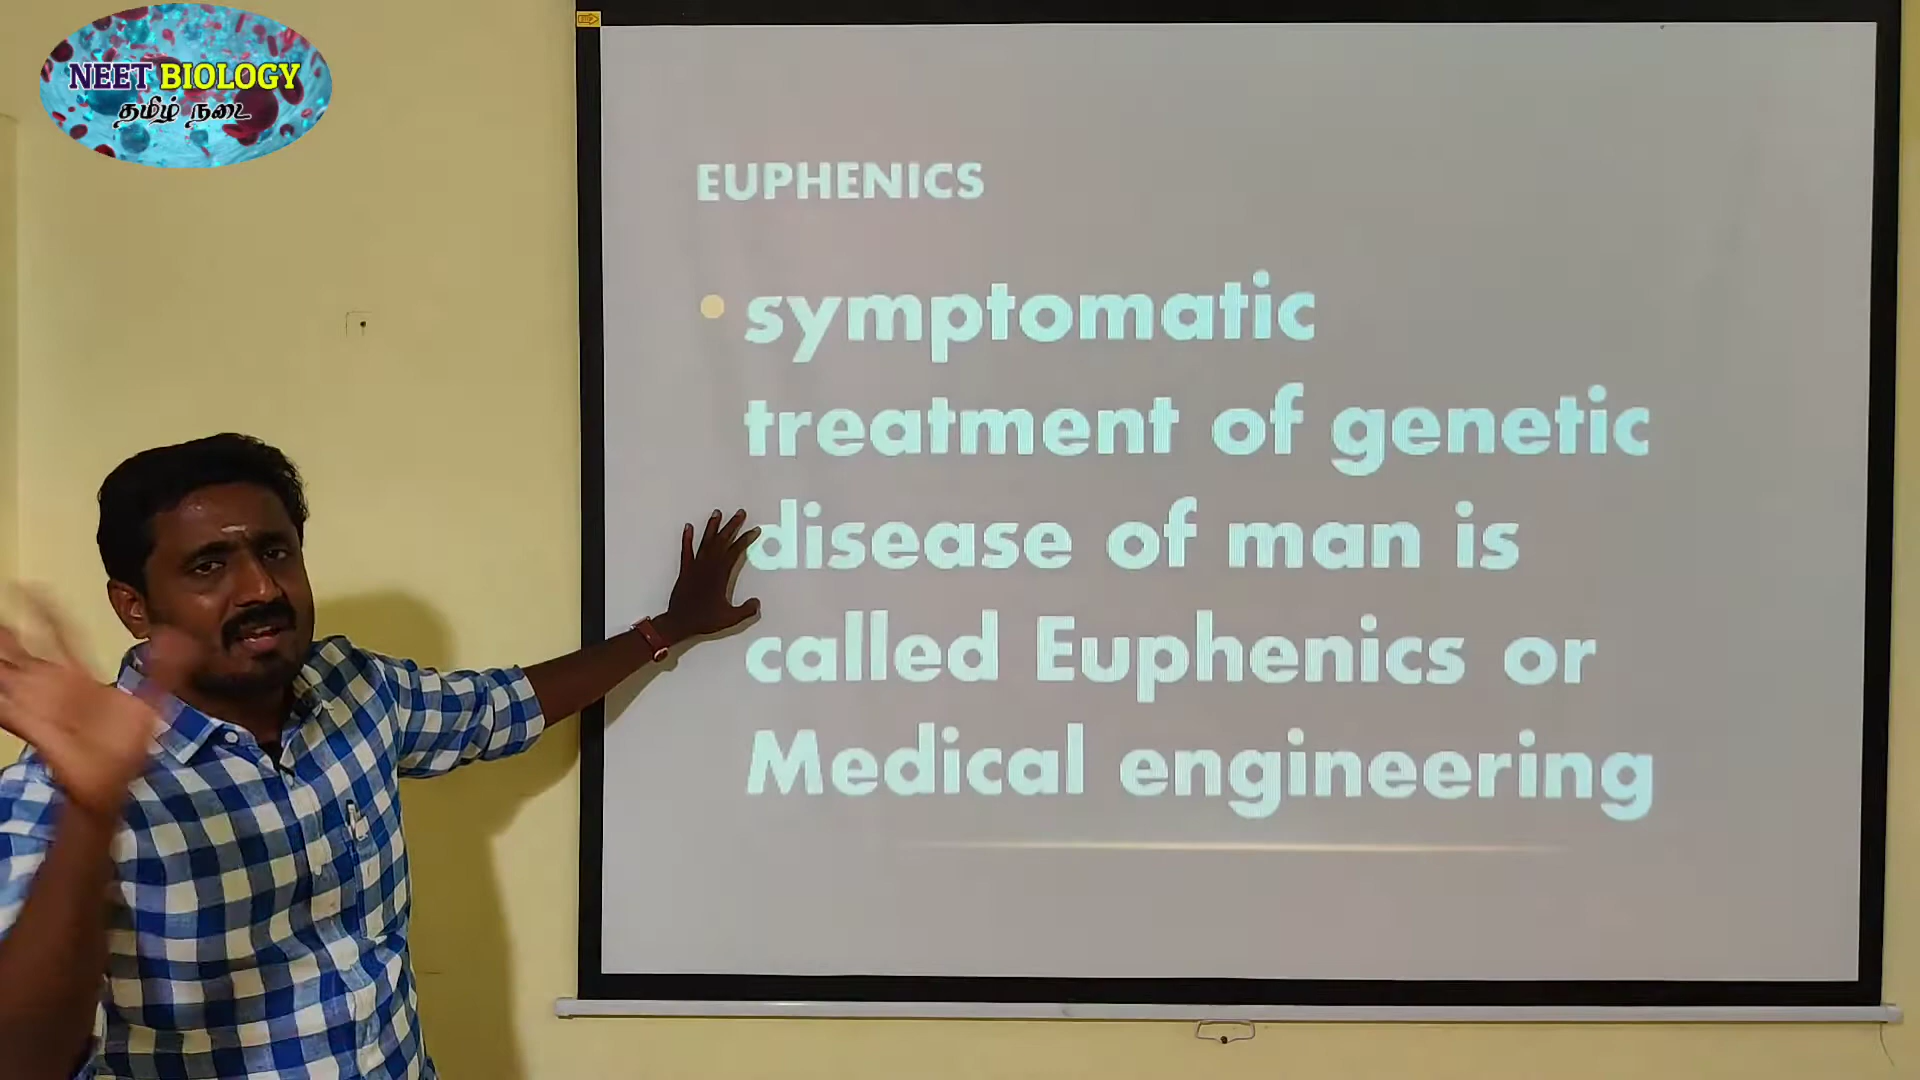 NEET BIOLOGY
தமிழ் நடை
EUPHENICS
• symptomatic
treatment of genetic
disease of man is
called Euphenics or
Medical engineering